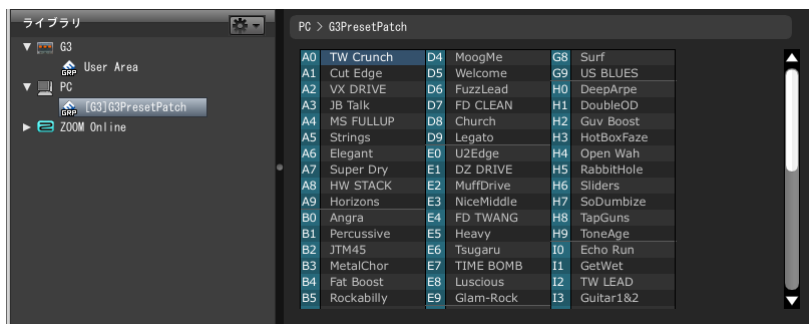 ライブラリ
G3
GRP User Area
PC
GRP [G3]G3PresetPatch
ZOOM Online
PC > G3PresetPatch
A0 TW Crunch D4 MoogMe G8 Surf
A1 Cut Edge D5 Welcome G9 US BLUES
A2 VX DRIVE D6 FuzzLead H0 DeepArpe
A3 JB Talk D7 FD CLEAN H1 DoubleOD
A4 MS FULLUP D8 Church H2 Guv Boost
A5 Strings D9 Legato H3 HotBoxFaze
A6 Elegant E0 U2Edge H4 Open Wah
A7 Super Dry E1 DZ DRIVE H5 RabbitHole
A8 HW STACK E2 MuffDrive H6 Sliders
A9 Horizons E3 NiceMiddle H7 SoDumbize
B0 Angra E4 FD TWANG H8 TapGuns
B1 Percussive E5 Heavy H9 ToneAge
B2 JTM45 E6 Tsugaru I0 Echo Run
B3 MetalChor E7 TIME BOMB I1 GetWet
B4 Fat Boost E8 Luscious I2 TW LEAD
B5 Rockabilly E9 Glam-Rock I3 Guitar1&2